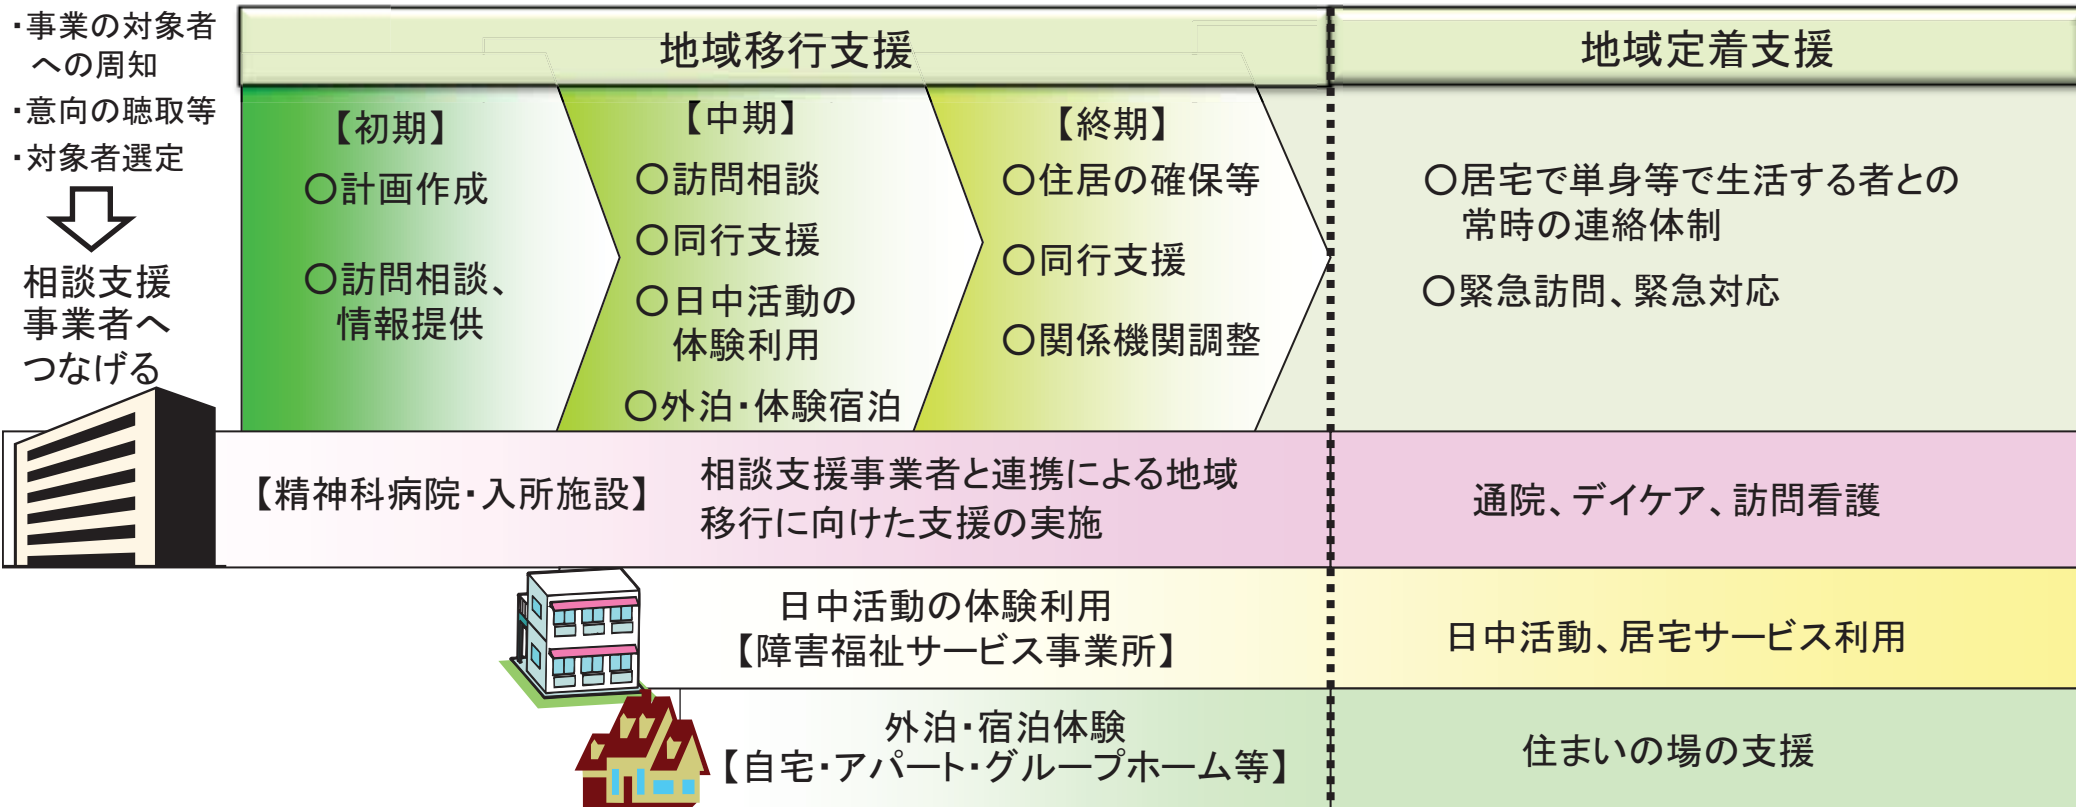 ・事業の対象者
への周知
・意向の聴取等
・対象者選定
相談支援
事業者へ
つなげる
地域移行支援
地域定着支援
【初期】
○計画作成
○訪問相談、
情報提供
【中期】
○訪問相談
○同行支援
○日中活動の
体験利用
○外泊・体験宿泊
【終期】
○住居の確保等
○同行支援
○関係機関調整
○居宅で単身等で生活する者との
常時の連絡体制
○緊急訪問、緊急対応
【精神科病院・入所施設】
相談支援事業者と連携による地域
移行に向けた支援の実施
通院、デイケア、訪問看護
日中活動の体験利用
【障害福祉サービス事業所】
日中活動、居宅サービス利用
外泊・宿泊体験
【自宅・アパート・グループホーム等】
住まいの場の支援